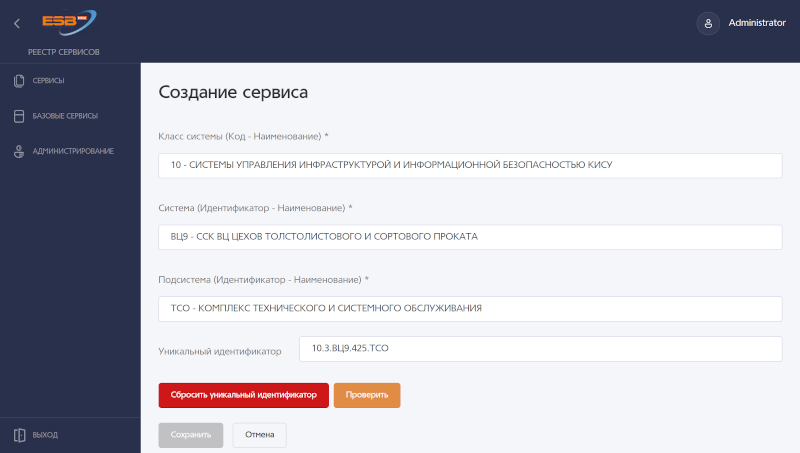 ESB
Administrator
РЕЕСТР СЕРВИСОВ
СЕРВИСЫ
БАЗОВЫЕ СЕРВИСЫ
АДМИНИСТРИРОВАНИЕ
ВЫХОД
Создание сервиса
Класс системы (Код - Наименование) *
10 - СИСТЕМЫ УПРАВЛЕНИЯ ИНФРАСТРУКТУРОЙ И ИНФОРМАЦИОННОЙ БЕЗОПАСНОСТЬЮ КИСУ
Система (Идентификатор - Наименование) *
ВЦ9 - ССК ВЦ ЦЕХОВ ТОЛСТОЛИСТОВОГО И СОРТОВОГО ПРОКАТА
Подсистема (Идентификатор - Наименование) *
ТСО - КОМПЛЕКС ТЕХНИЧЕСКОГО И СИСТЕМНОГО ОБСЛУЖИВАНИЯ
Уникальный идентификатор
10.3.ВЦ9.425.ТСО
Сбросить уникальный идентификатор
Проверить
Сохранить
Отмена